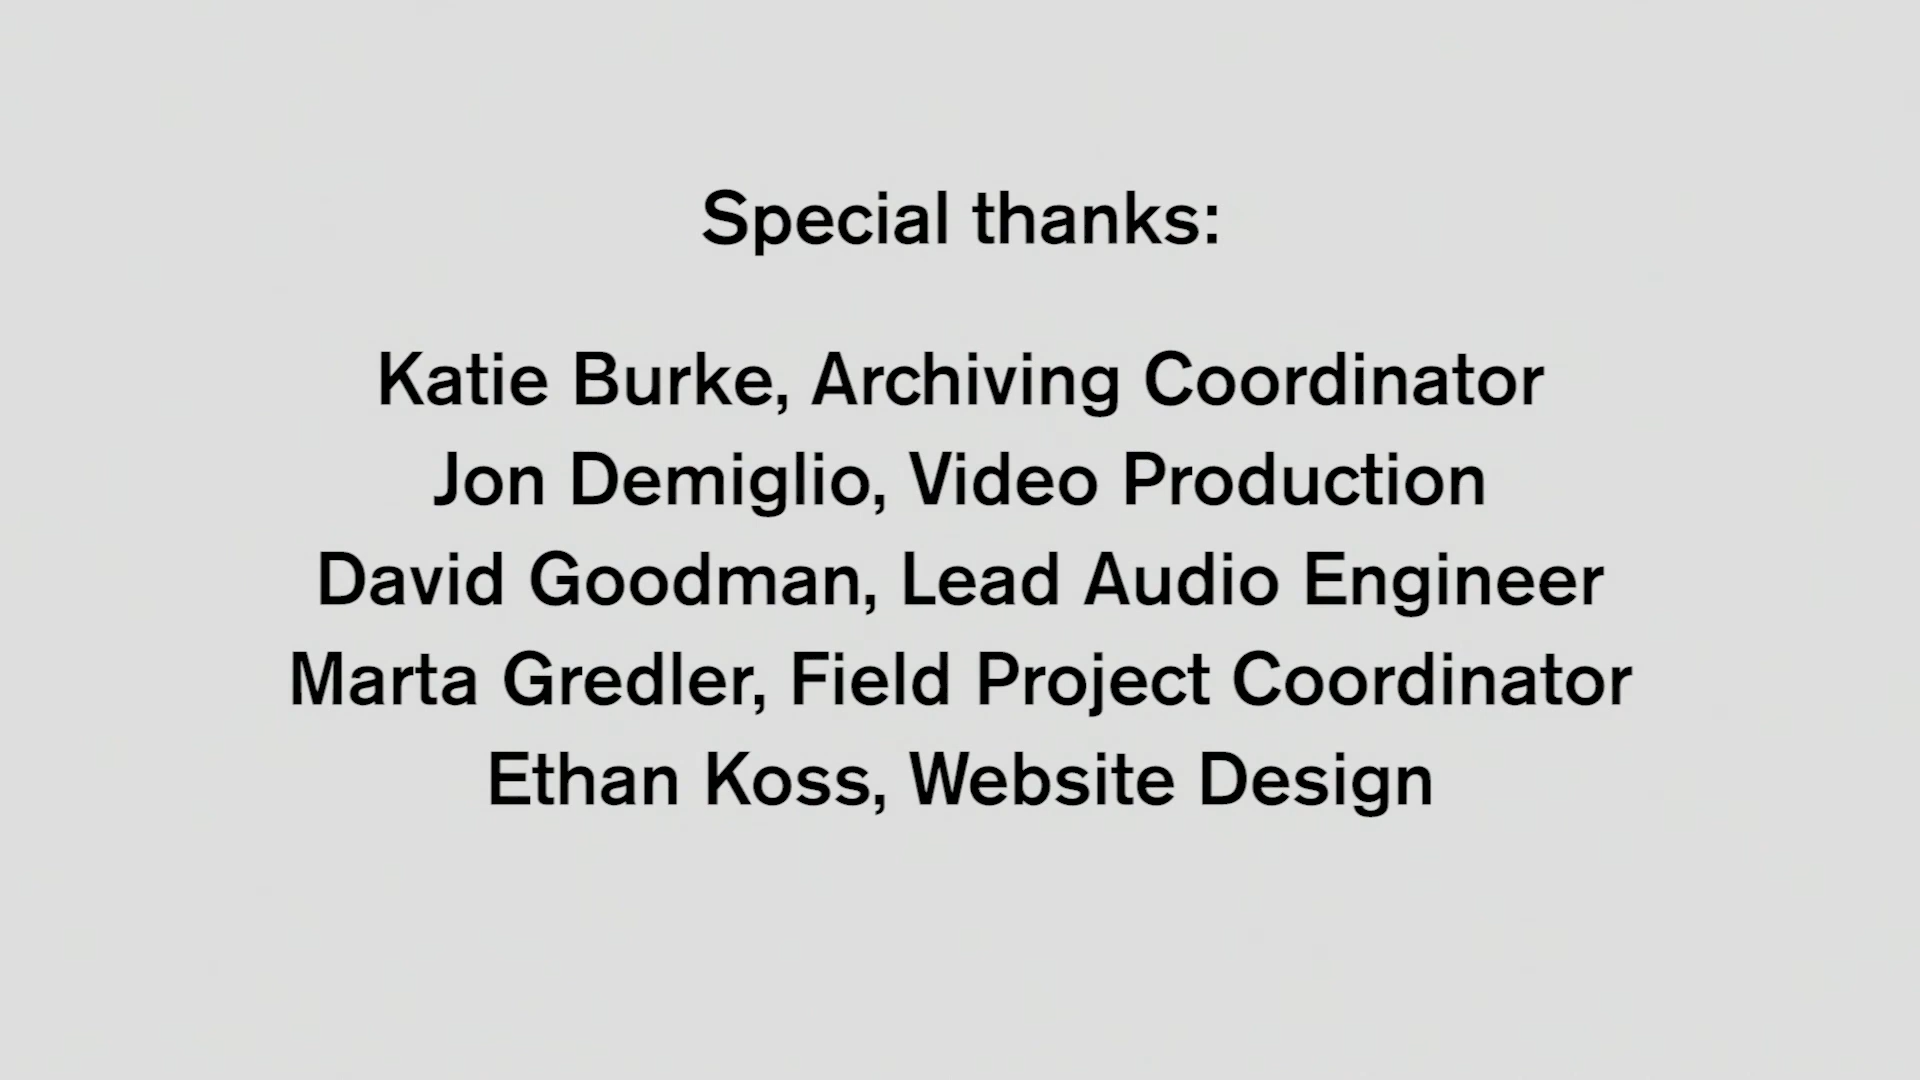 Special thanks:
Katie Burke, Archiving Coordinator
Jon Demiglio, Video Production
David Goodman, Lead Audio Engineer
Marta Gredler, Field Project Coordinator
Ethan Koss, Website Design